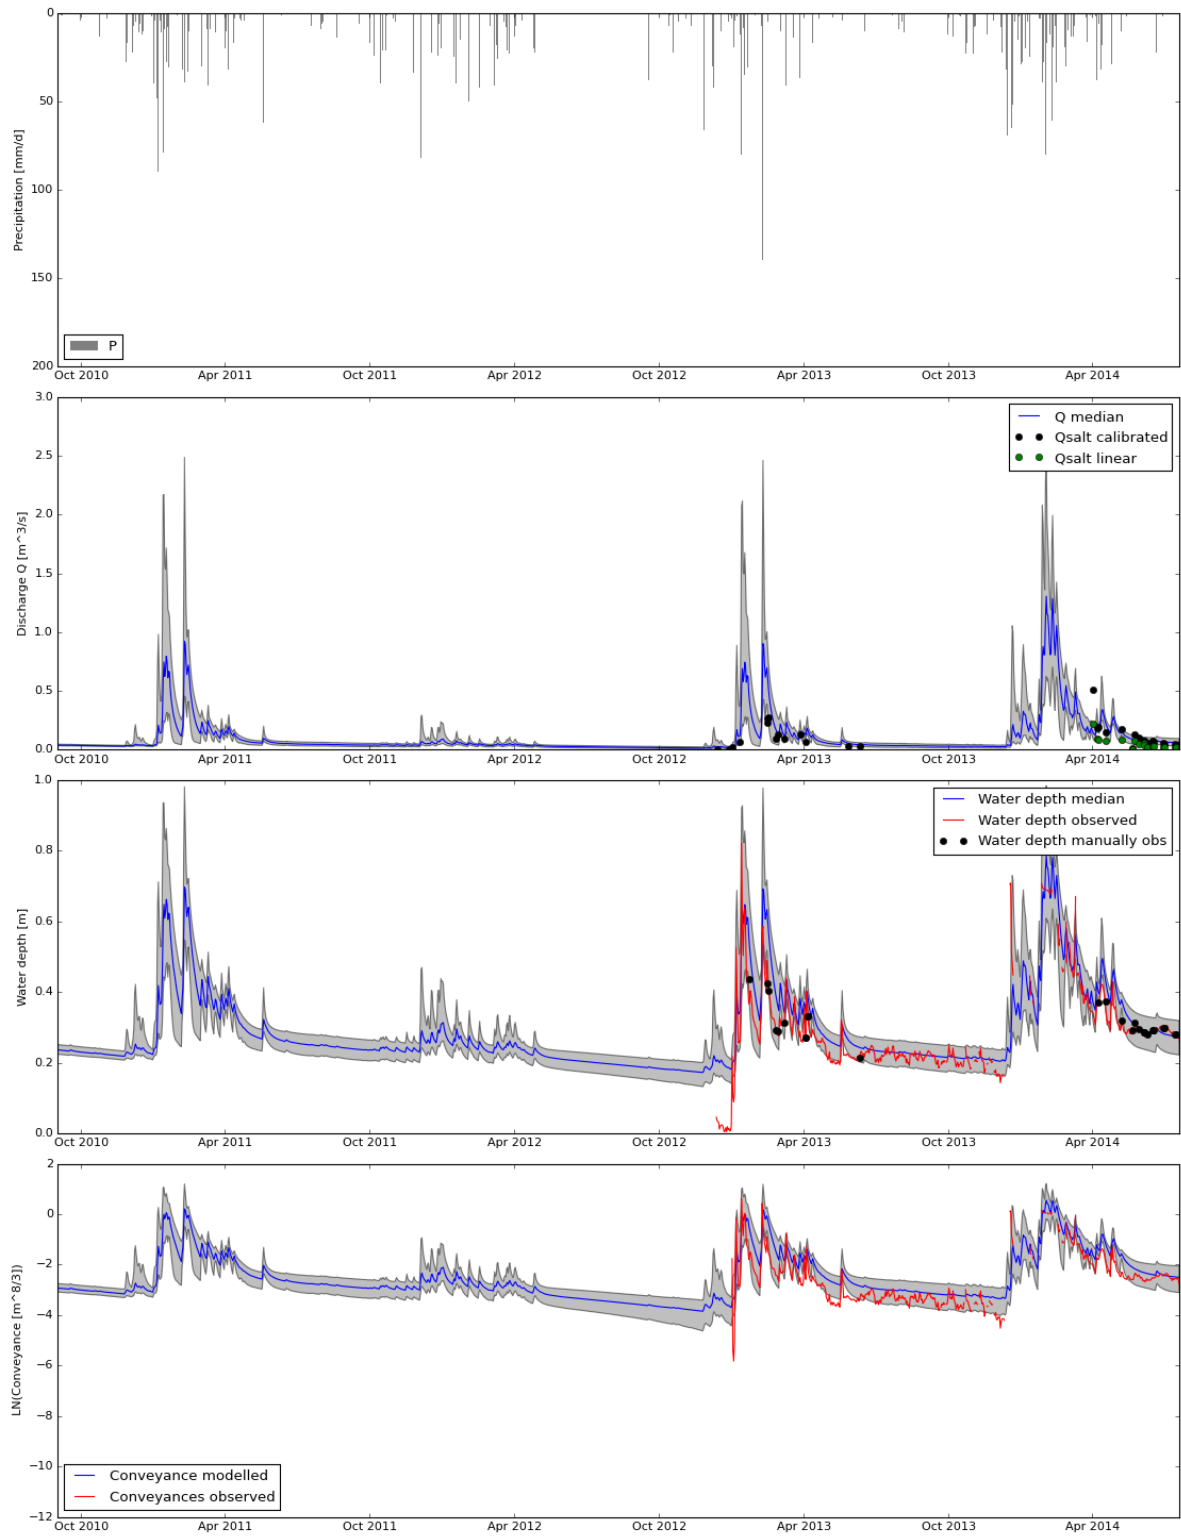 0
50
100
150
200
Precipitation [mm/d]
P
Oct 2010 Apr 2011 Oct 2011 Apr 2012 Oct 2012 Apr 2013 Oct 2013 Apr 2014
3.0
2.5
2.0
1.5
1.0
0.5
0.0
Discharge Q [m^3/s]
Q median
Qsalt calibrated
Qsalt linear
Oct 2010 Apr 2011 Oct 2011 Apr 2012 Oct 2012 Apr 2013 Oct 2013 Apr 2014
1.0
0.8
0.6
0.4
0.2
0.0
Water depth [m]
Water depth median
Water depth observed
Water depth manually obs
Oct 2010 Apr 2011 Oct 2011 Apr 2012 Oct 2012 Apr 2013 Oct 2013 Apr 2014
2
0
−2
−4
−6
−8
−10
−12
LN(Conveyance [m^8/3])
Conveyance modelled
Conveyances observed
Oct 2010 Apr 2011 Oct 2011 Apr 2012 Oct 2012 Apr 2013 Oct 2013 Apr 2014